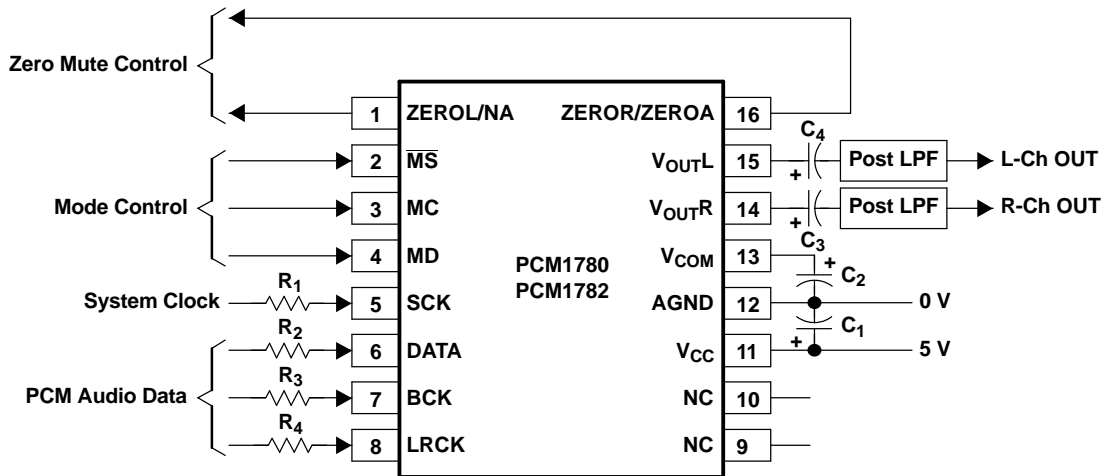 Zero Mute Control
1 ZEROL/NA ZEROR/ZEROA 16
2 MS VOUTL 15 + C4 Post LPF L-Ch OUT
Mode Control 3 MC VOUTR 14 + C3 Post LPF R-Ch OUT
4 MD VCOM 13 + C2
PCM1780
PCM1782
System Clock R1 5 SCK AGND 12 0 V
R2 6 DATA VCC 11 + C1 5 V
PCM Audio Data R3 7 BCK NC 10
R4 8 LRCK NC 9